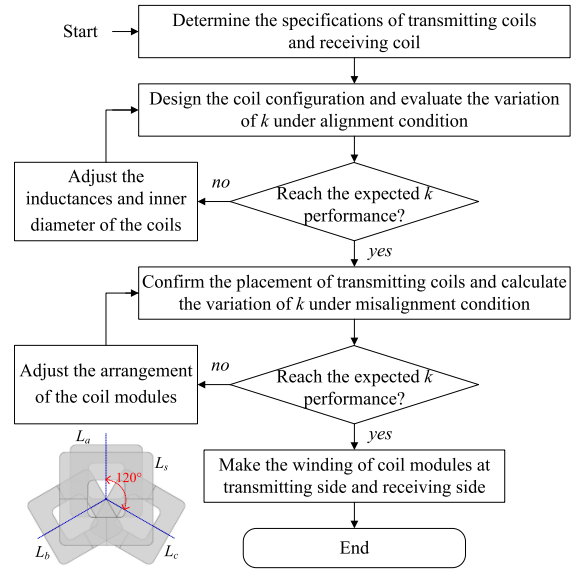 Start
Determine the specifications of transmitting coils
and receiving coil
Design the coil configuration and evaluate the variation
of k under alignment condition
Adjust the
inductances and inner
diameter of the coils
no
Reach the expected k
performance?
yes
Confirm the placement of transmitting coils and calculate
the variation of k under misalignment condition
Adjust the arrangement
of the coil modules
no
Reach the expected k
performance?
yes
Make the winding of coil modules at
transmitting side and receiving side
End
La
Ls
120°
Lb
Lc